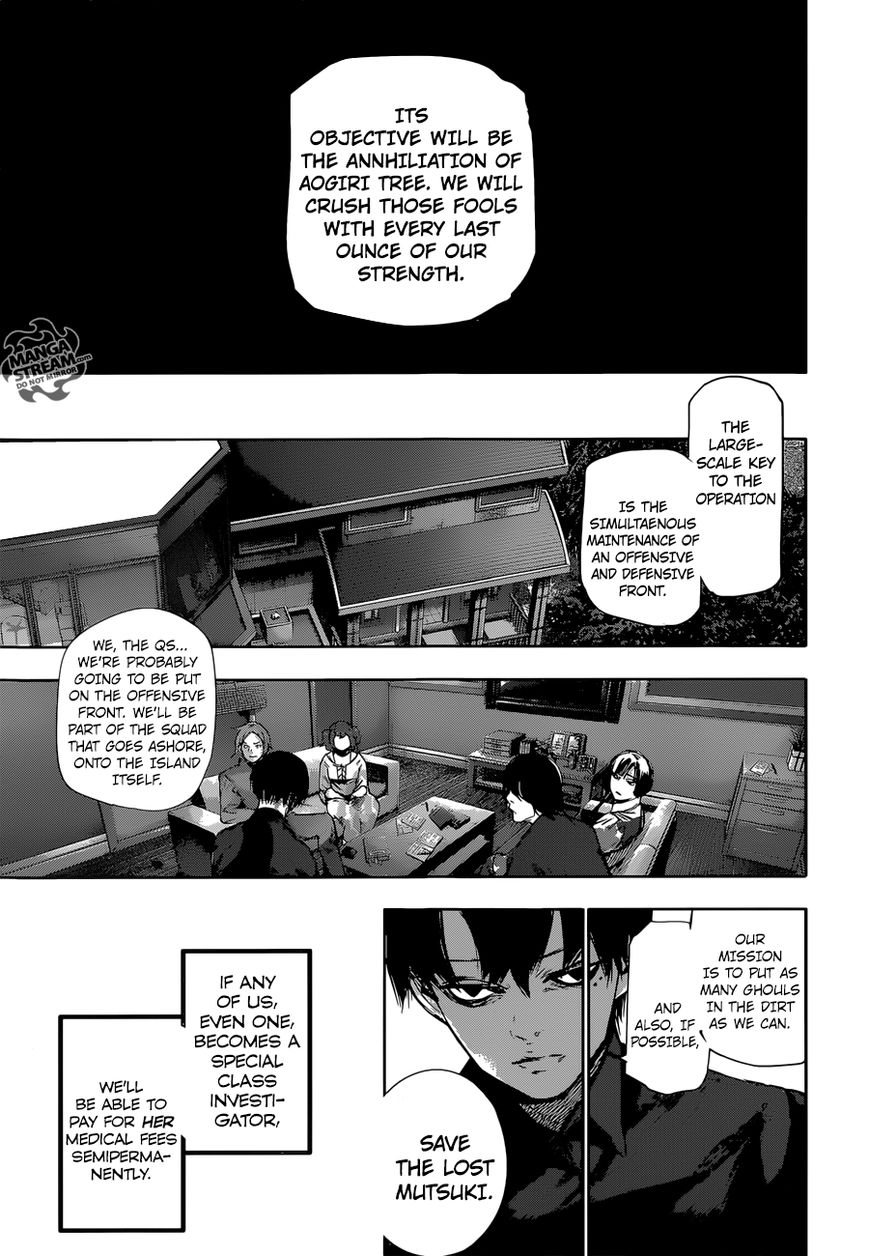 ITS
OBJECTIVE WILL BE
THE ANNHILIATION OF
AOGIRI TREE. WE WILL
CRUSH THOSE FOOLS
WITH EVERY LAST
OUNCE OF OUR
STRENGTH.
MANGA
STREAM.com
DO NOT MIRROR
THE
LARGE-
SCALE KEY
TO THE
OPERATION
IS THE
SIMULTAENOUS
MAINTENANCE OF
AN OFFENSIVE
AND DEFENSIVE
FRONT.
WE, THE QS...
WE'RE PROBABLY
GOING TO BE PUT
ON THE OFFENSIVE
FRONT. WE'LL BE
PART OF THE SQUAD
THAT GOES ASHORE,
ONTO THE ISLAND
ITSELF.
OUR
MISSION
IS TO PUT AS
MANY GHOULS
IN THE DIRT
AS WE CAN.
AND
ALSO, IF
POSSIBLE,
SAVE
THE LOST
MUTSUKI.
IF ANY
OF US,
EVEN ONE,
BECOMES A
SPECIAL
CLASS
INVESTI-
GATOR,
WE'LL
BE ABLE TO
PAY FOR HER
MEDICAL FEES
SEMIPERMA-
NENTLY.